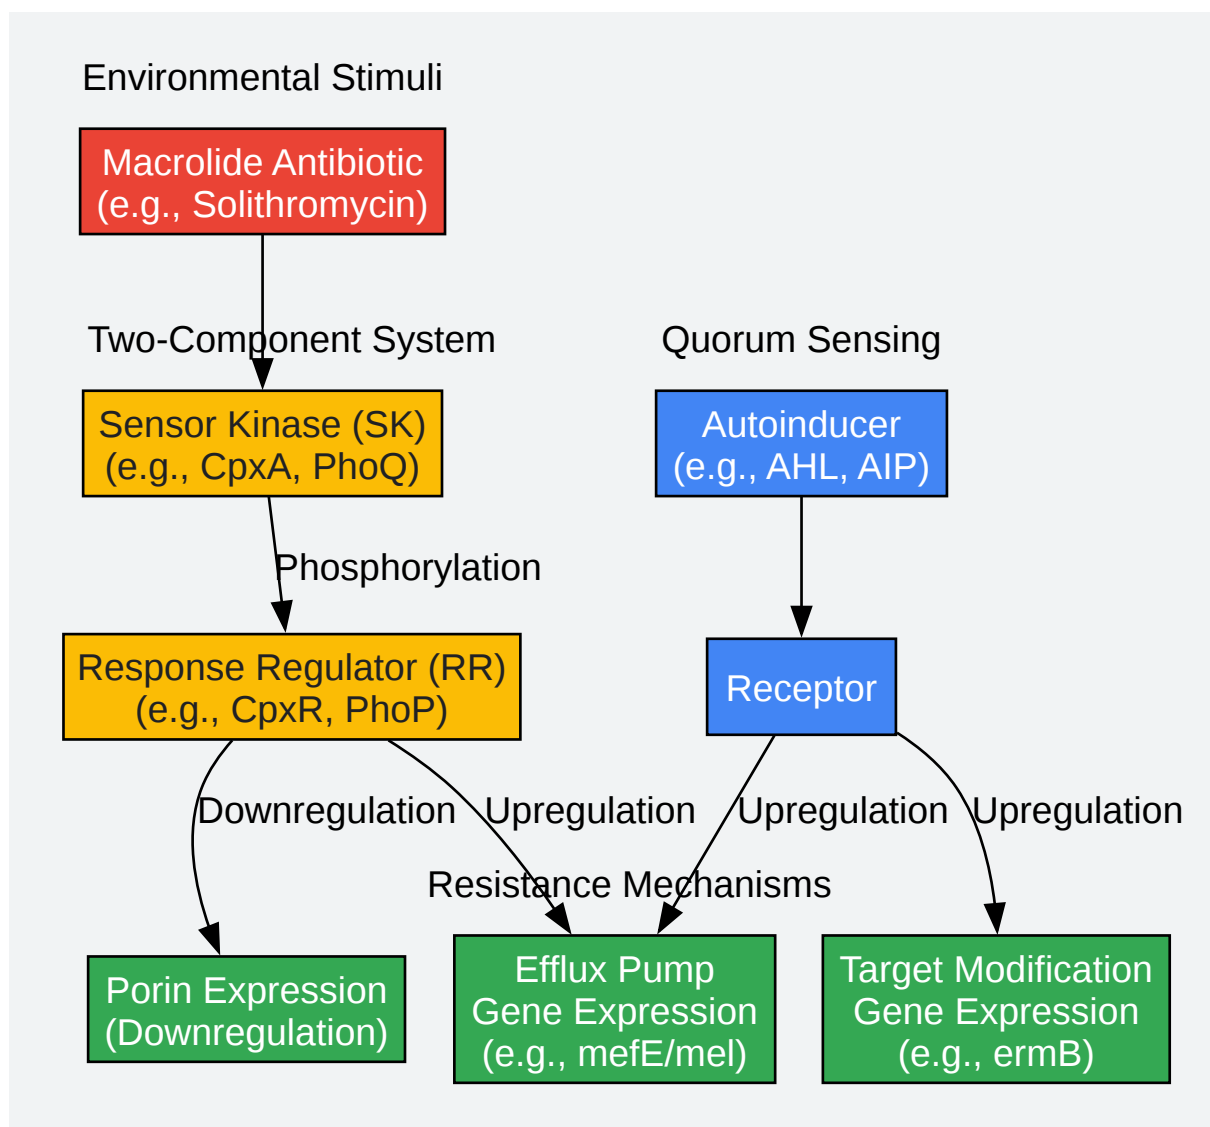 Environmental Stimuli
Macrolide Antibiotic
(e.g., Solithromycin)
Two-Component System
Quorum Sensing
Sensor Kinase (SK)
(e.g., CpxA, PhoQ)
Autoinducer
(e.g., AHL, AIP)
Phosphorylation
Response Regulator (RR)
(e.g., CpxR, PhoP)
Receptor
Downregulation
Upregulation
Upregulation
Upregulation
Resistance Mechanisms
Porin Expression
(Downregulation)
Efflux Pump
Gene Expression
(e.g., mefE/mel)
Target Modification
Gene Expression
(e.g., ermB)